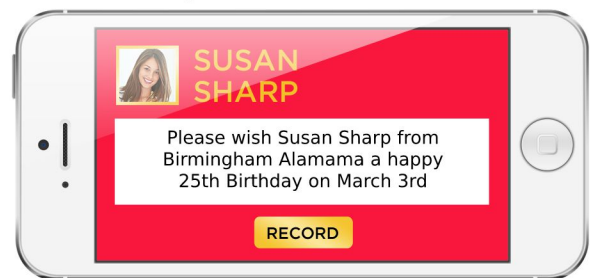 SUSAN
SHARP
Please wish Susan Sharp from
Birmingham Alamama a happy
25th Birthday on March 3rd
RECORD